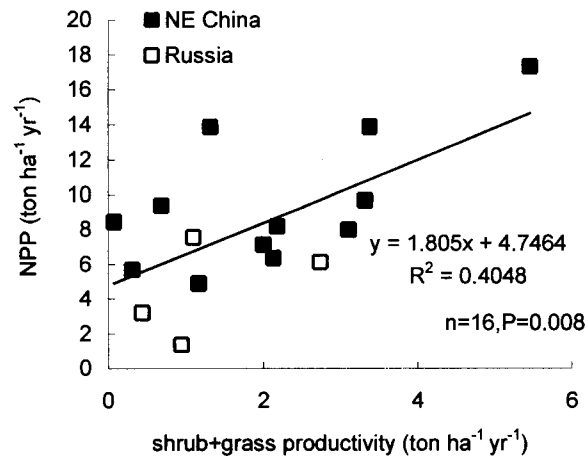 NE China
Russia
NPP (ton ha⁻¹ yr⁻¹)
20
18
16
14
12
10
8
6
4
2
0
y = 1.805x + 4.7464
R² = 0.4048
n=16,P=0.008
0 2 4 6
shrub+grass productivity (ton ha⁻¹ yr⁻¹)